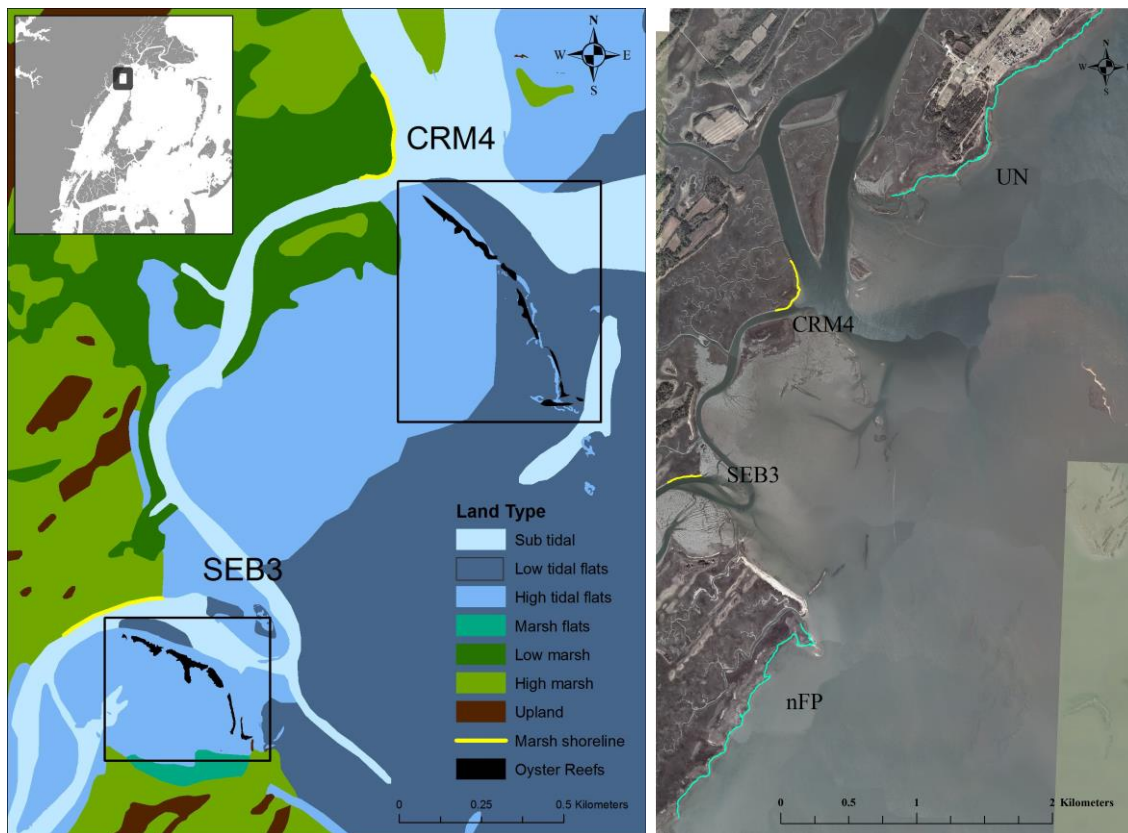 N
W E
S
CRM4
SEB3
Land Type
Sub tidal
Low tidal flats
High tidal flats
Marsh flats
Low marsh
High marsh
Upland
Marsh shoreline
Oyster Reefs
0 0.25 0.5 Kilometers
N
W E
S
UN
CRM4
SEB3
nFP
0 0.5 1 2 Kilometers